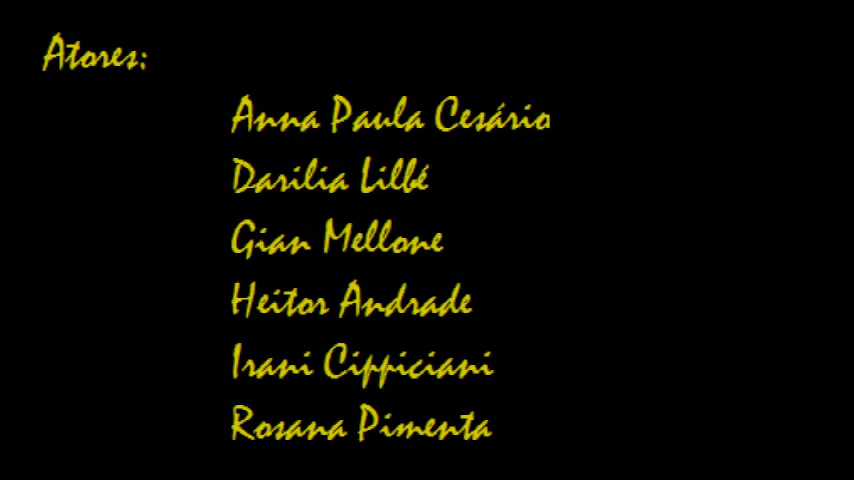 Atores:
Anna Paula Cesário
Darilia Lilbé
Gian Mellone
Heitor Andrade
Irani Cippiciani
Rosana Pimenta